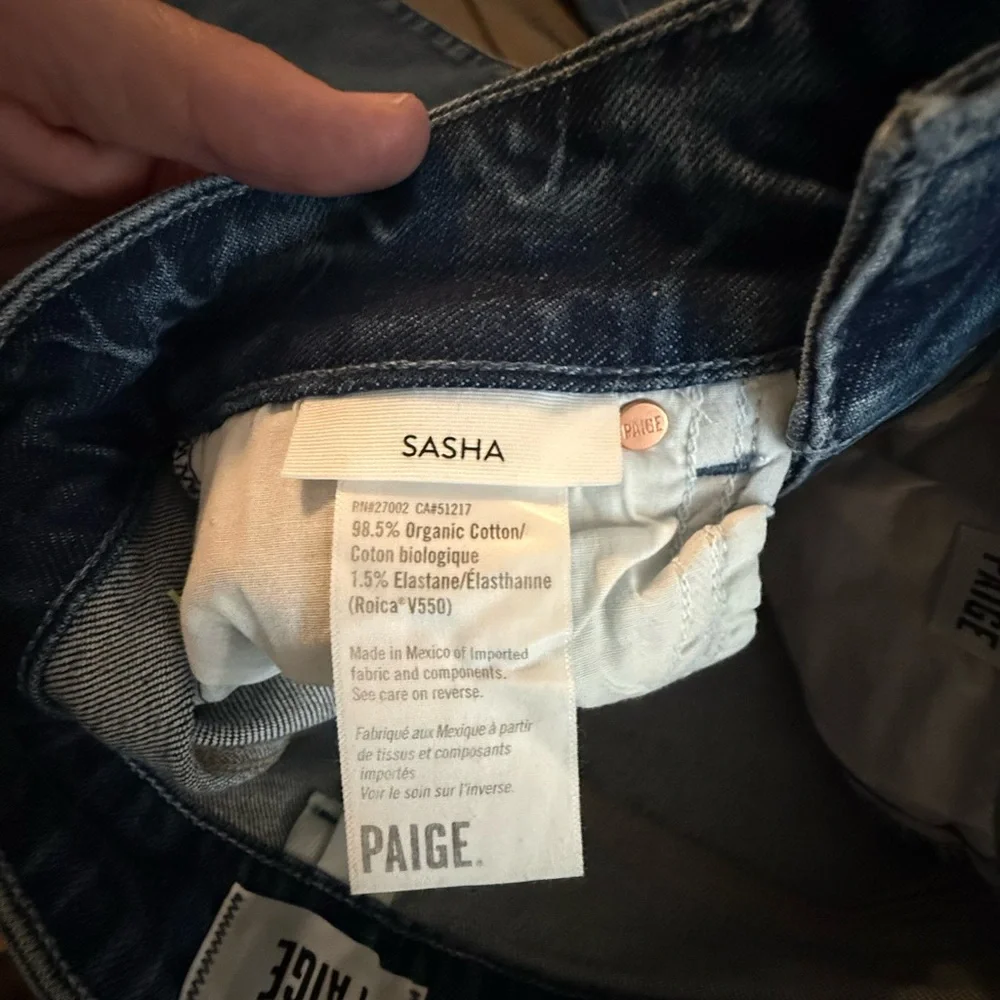 SASHA
PAIGE
RN#27002 CA#51217
98.5% Organic Cotton/
Coton biologique
1.5% Elastane/Élasthanne
(Roica® V550)
Made in Mexico of Imported
fabric and components.
See care on reverse.
Fabriqué aux Mexique à partir
de tissus et composants
importés
Voir le soin sur l'inverse.
PAIGE.
PAIGE
PAIGE